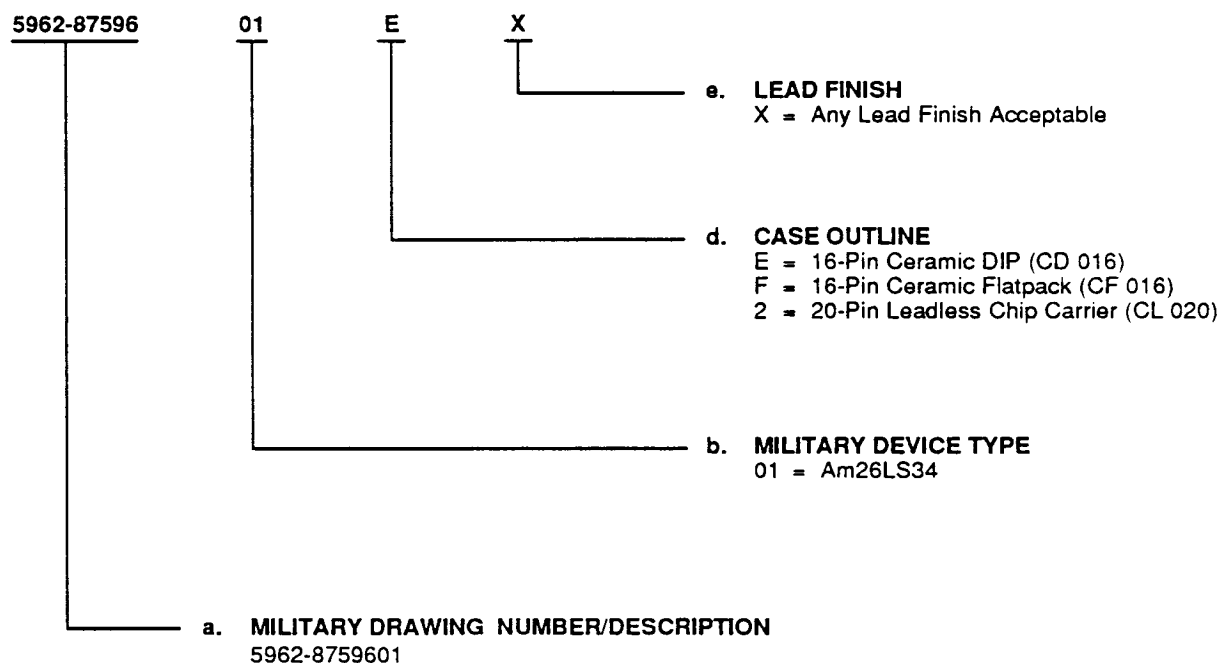 5962-87596 01 E X
e. LEAD FINISH
X = Any Lead Finish Acceptable
d. CASE OUTLINE
E = 16-Pin Ceramic DIP (CD 016)
F = 16-Pin Ceramic Flatpack (CF 016)
2 = 20-Pin Leadless Chip Carrier (CL 020)
b. MILITARY DEVICE TYPE
01 = Am26LS34
a. MILITARY DRAWING NUMBER/DESCRIPTION
5962-8759601